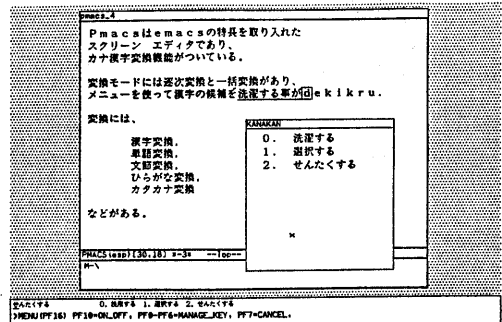 pmacs_4
Pmacsはemacsの特長を取り入れた
スクリーン エディタであり、
カナ漢字変換機能がついている。
変換モードには逐次変換と一括変換があり、
メニューを使って漢字の候補を洗濯する事がdekikru.
変換には、
漢字変換,
単語変換,
文節変換,
ひらがな変換,
カタカナ変換
などがある。
KANAKAN
0. 洗濯する
1. 選択する
2. せんたくする
PMACS(esp)[30,18] *-3* --Top--
M-\
せんたくする 0. 洗濯する 1. 選択する 2. せんたくする
>MENU(PF16) PF10=ON_OFF, PF0-PF6=MANAGE_KEY, PF7=CANCEL.